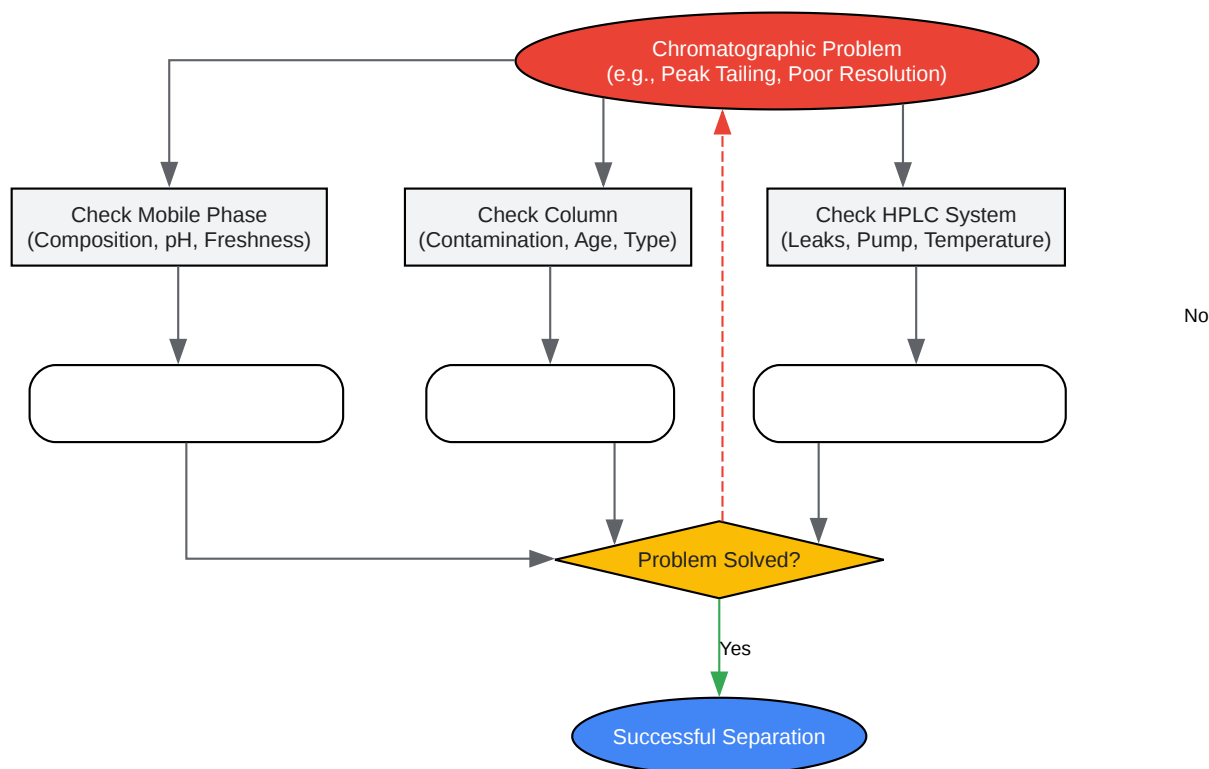 Chromatographic Problem
(e.g., Peak Tailing, Poor Resolution)
Check Mobile Phase
(Composition, pH, Freshness)
Check Column
(Contamination, Age, Type)
Check HPLC System
(Leaks, Pump, Temperature)
No
Problem Solved?
Yes
Successful Separation